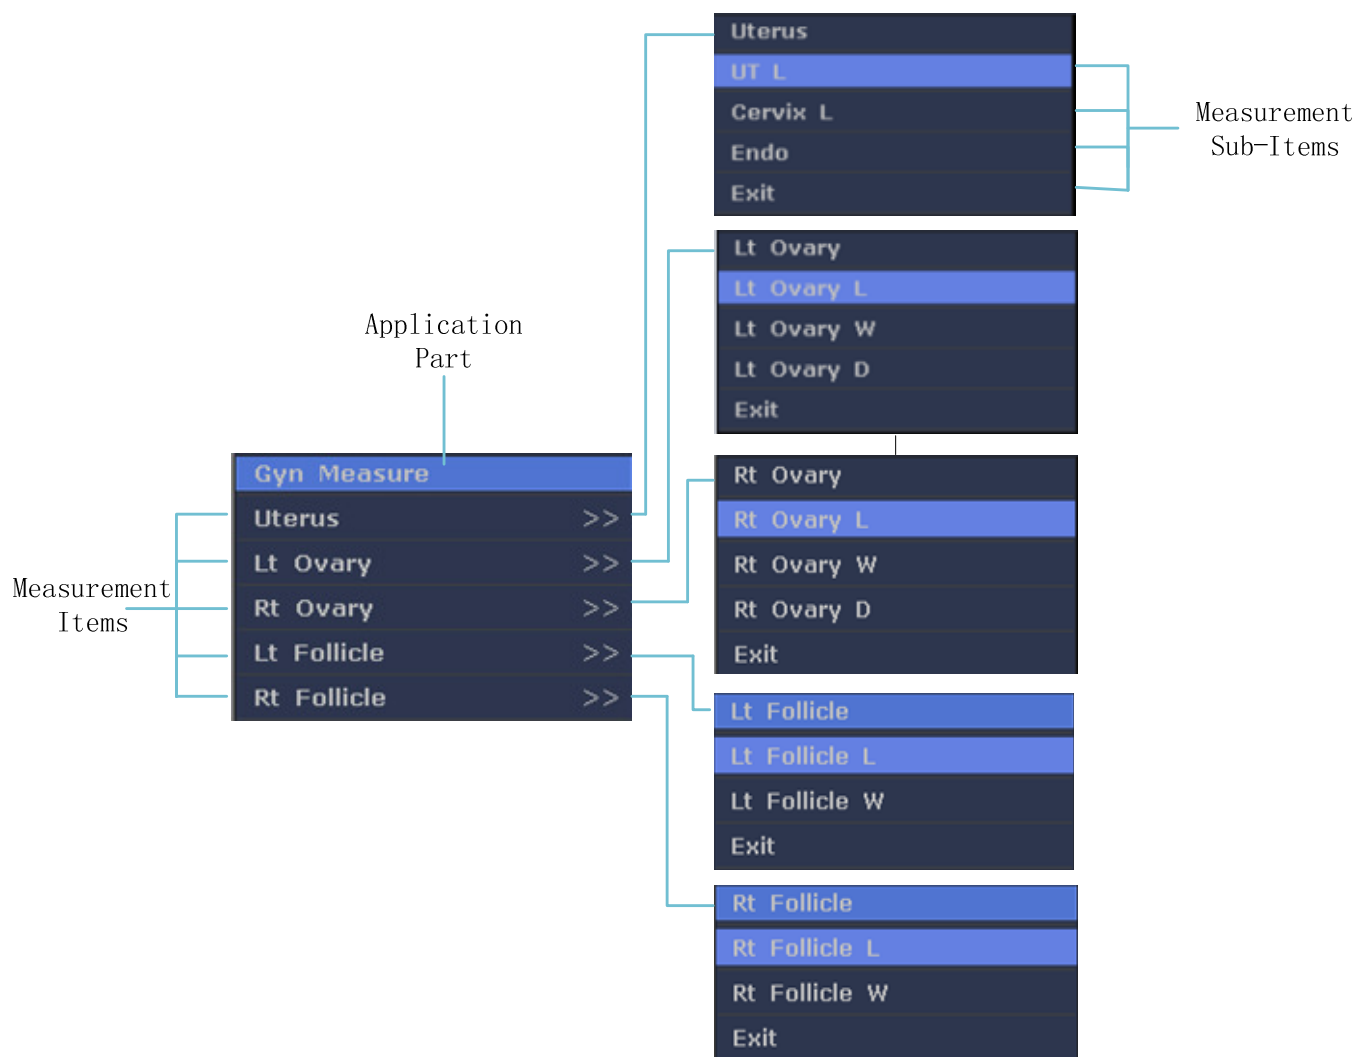 Application
Part
Measurement
Items
Gyn Measure
Uterus >>
Lt Ovary >>
Rt Ovary >>
Lt Follicle >>
Rt Follicle >>
Uterus
UT L
Cervix L
Endo
Exit
Measurement
Sub-Items
Lt Ovary
Lt Ovary L
Lt Ovary W
Lt Ovary D
Exit
Rt Ovary
Rt Ovary L
Rt Ovary W
Rt Ovary D
Exit
Lt Follicle
Lt Follicle L
Lt Follicle W
Exit
Rt Follicle
Rt Follicle L
Rt Follicle W
Exit